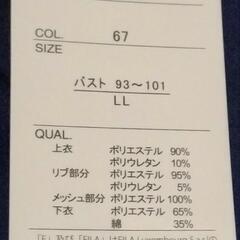 COL. 67
SIZE
バスト 93～101
LL
QUAL.
上衣 ポリエステル 90%
ポリウレタン 10%
リブ部分 ポリエステル 95%
ポリウレタン 5%
メッシュ部分 ポリエステル 100%
下衣 ポリエステル 65%
綿 35%